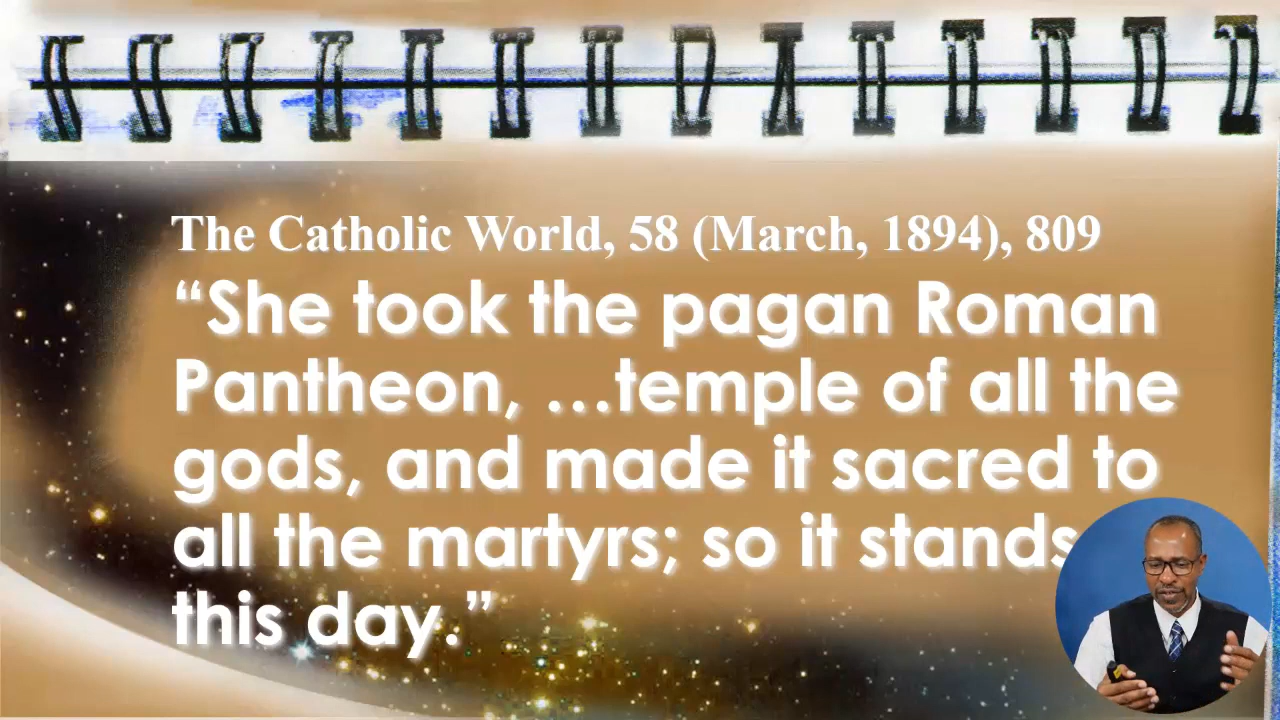 The Catholic World, 58 (March, 1894), 809
“She took the pagan Roman
Pantheon, …temple of all the
gods, and made it sacred to
all the martyrs; so it stands
this day.”